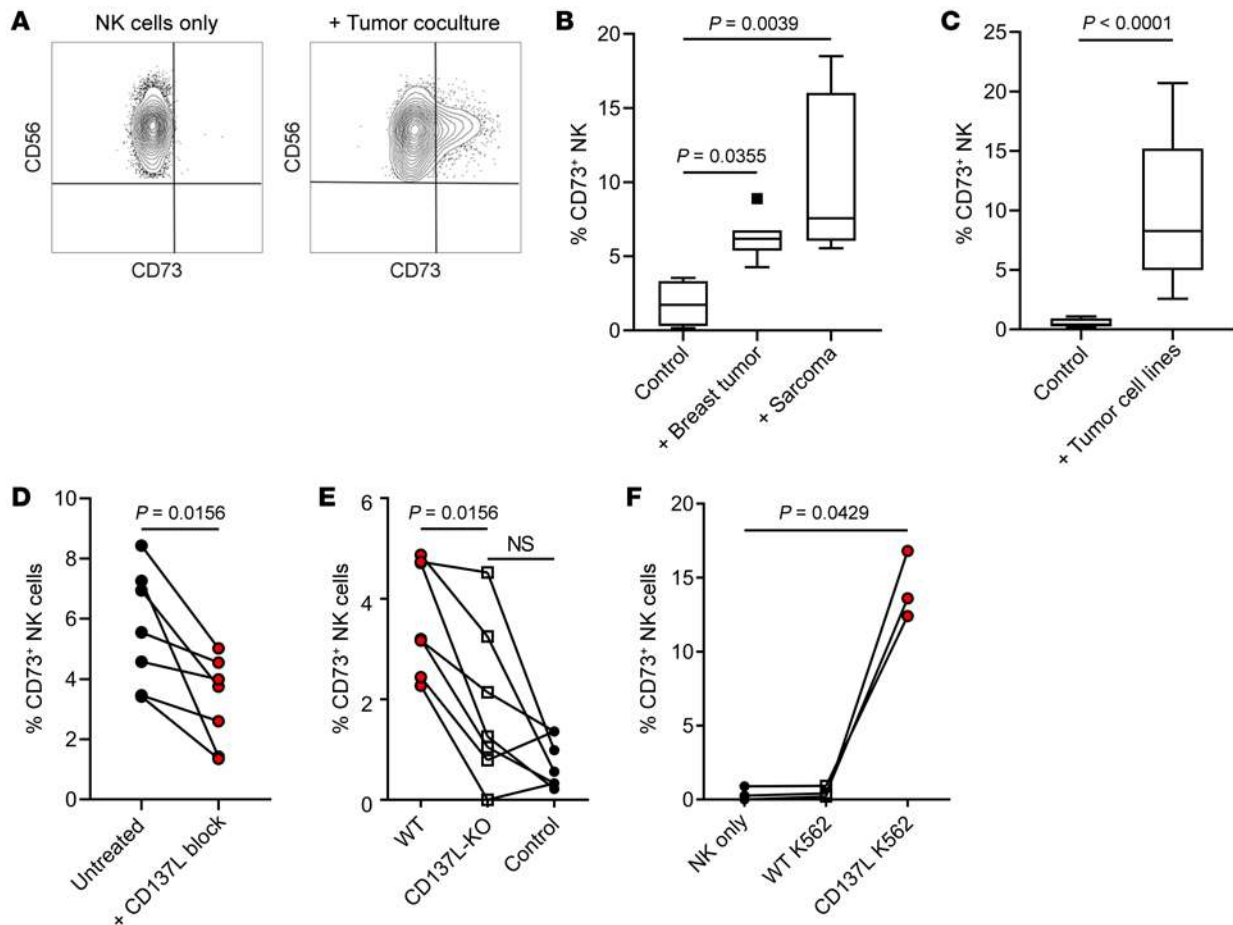 A
NK cells only
+ Tumor coculture
CD56
CD73
CD56
CD73
B
P = 0.0039
P = 0.0355
% CD73⁺ NK
20
15
10
5
0
Control
+ Breast tumor
+ Sarcoma
C
P < 0.0001
% CD73⁺ NK
25
20
15
10
5
0
Control
+ Tumor cell lines
D
P = 0.0156
% CD73⁺ NK cells
10
8
6
4
2
0
Untreated
+ CD137L block
E
P = 0.0156
NS
% CD73⁺ NK cells
6
4
2
0
WT
CD137L-KO
Control
F
P = 0.0429
% CD73⁺ NK cells
20
15
10
5
0
NK only
WT K562
CD137L K562